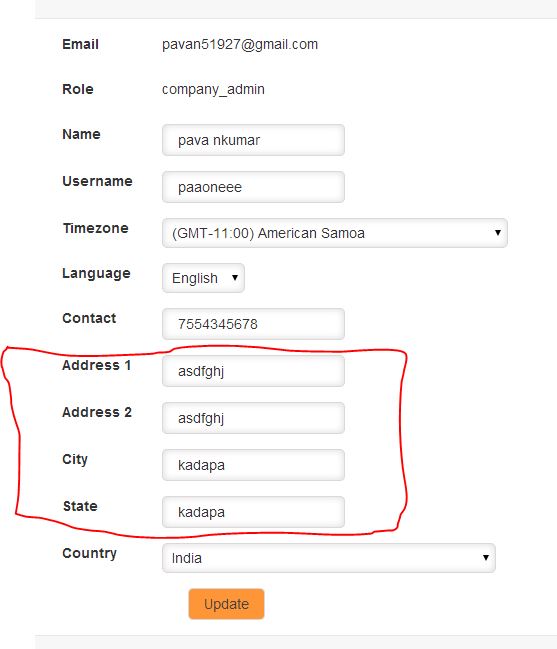 Email pavan51927@gmail.com
Role company_admin
Name pava nkumar
Username paaoneee
Timezone (GMT-11:00) American Samoa
Language English
Contact 7554345678
Address 1 asdfghj
Address 2 asdfghj
City kadapa
State kadapa
Country India
Update